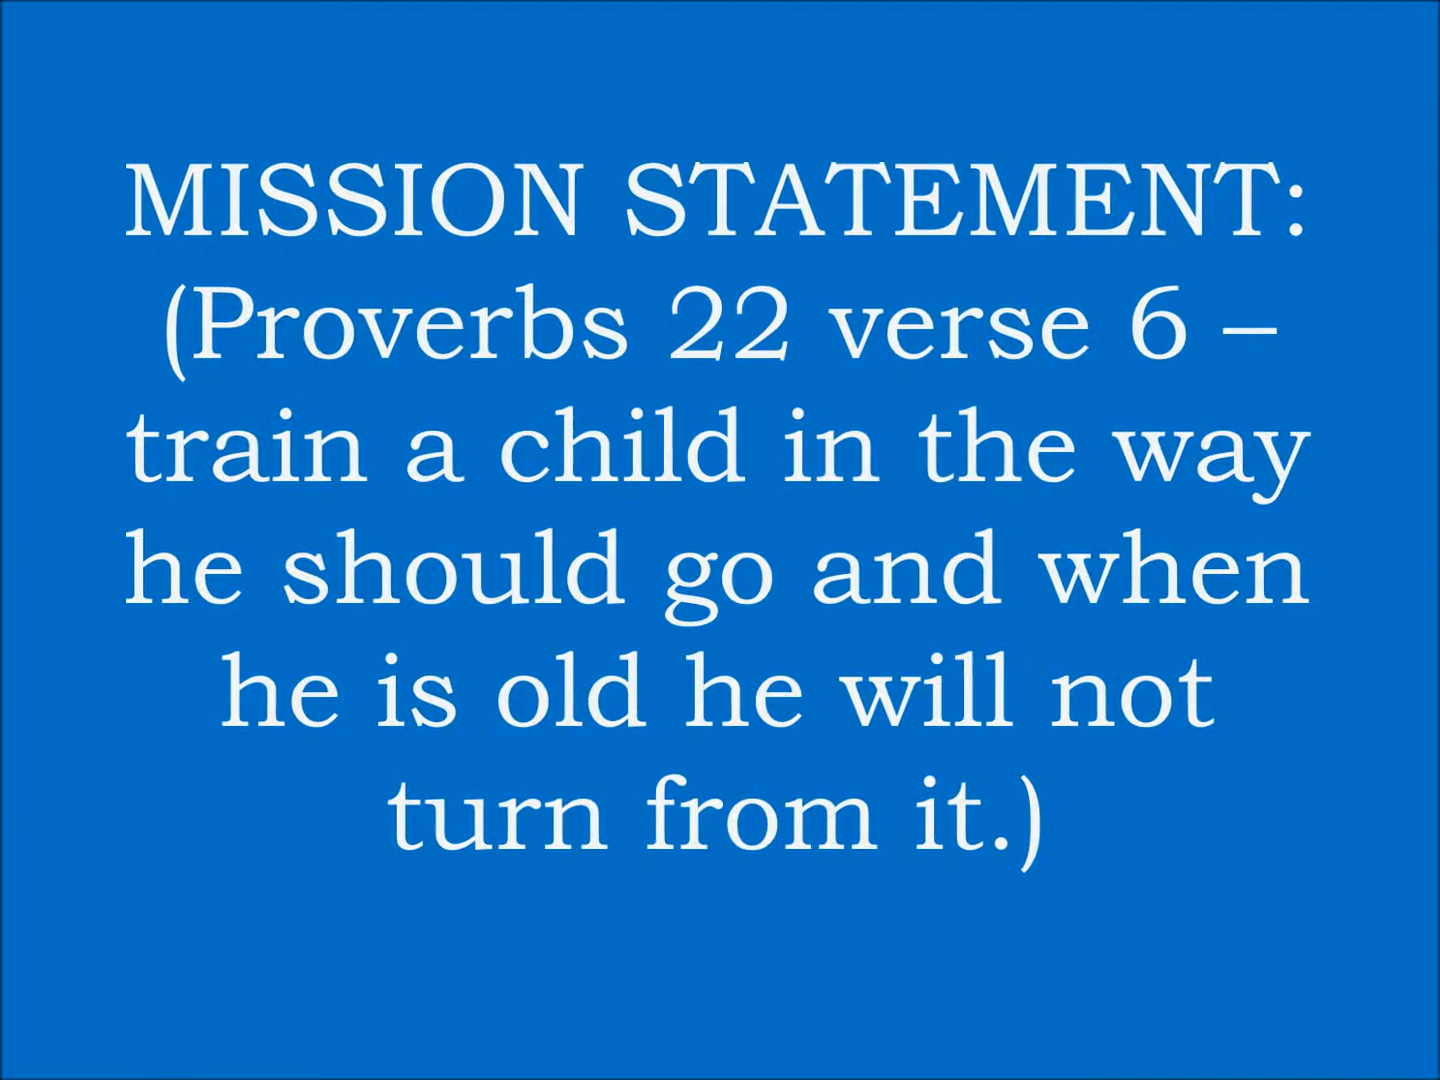 MISSION STATEMENT:
(Proverbs 22 verse 6 –
train a child in the way
he should go and when
he is old he will not
turn from it.)